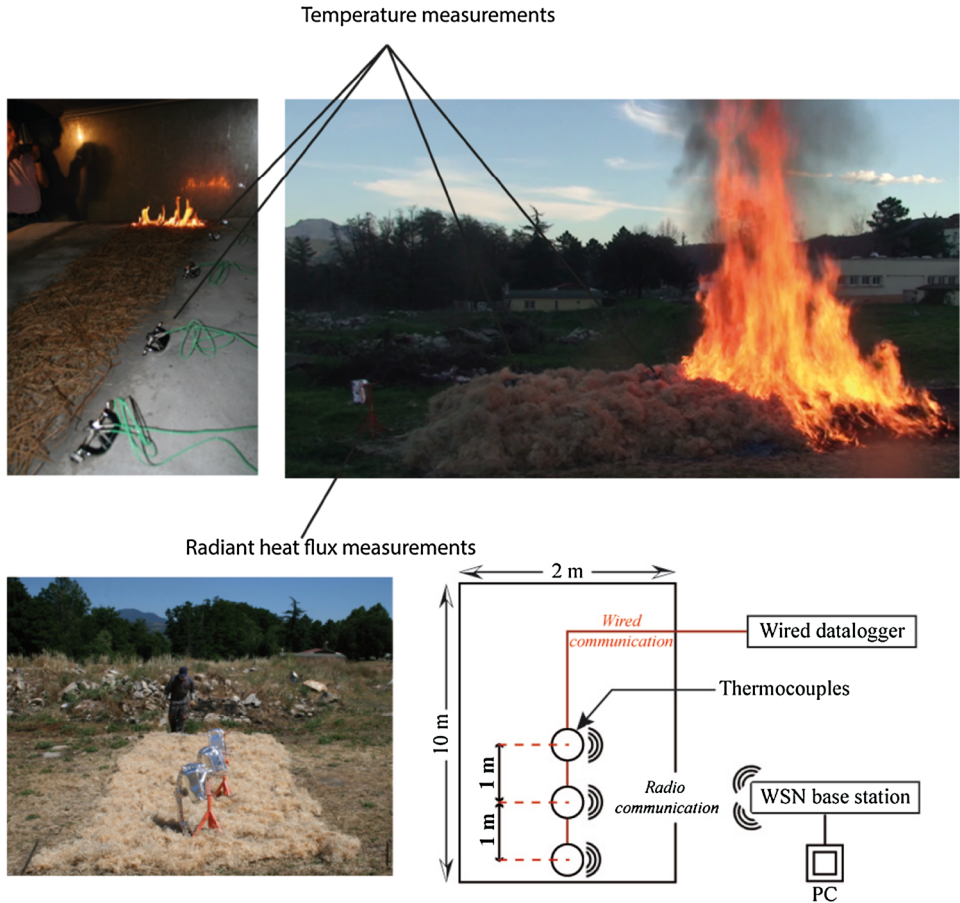 Temperature measurements
Radiant heat flux measurements
2 m
Wired
communication
Wired datalogger
Thermocouples
10 m
1 m
1 m
Radio
communication
WSN base station
PC